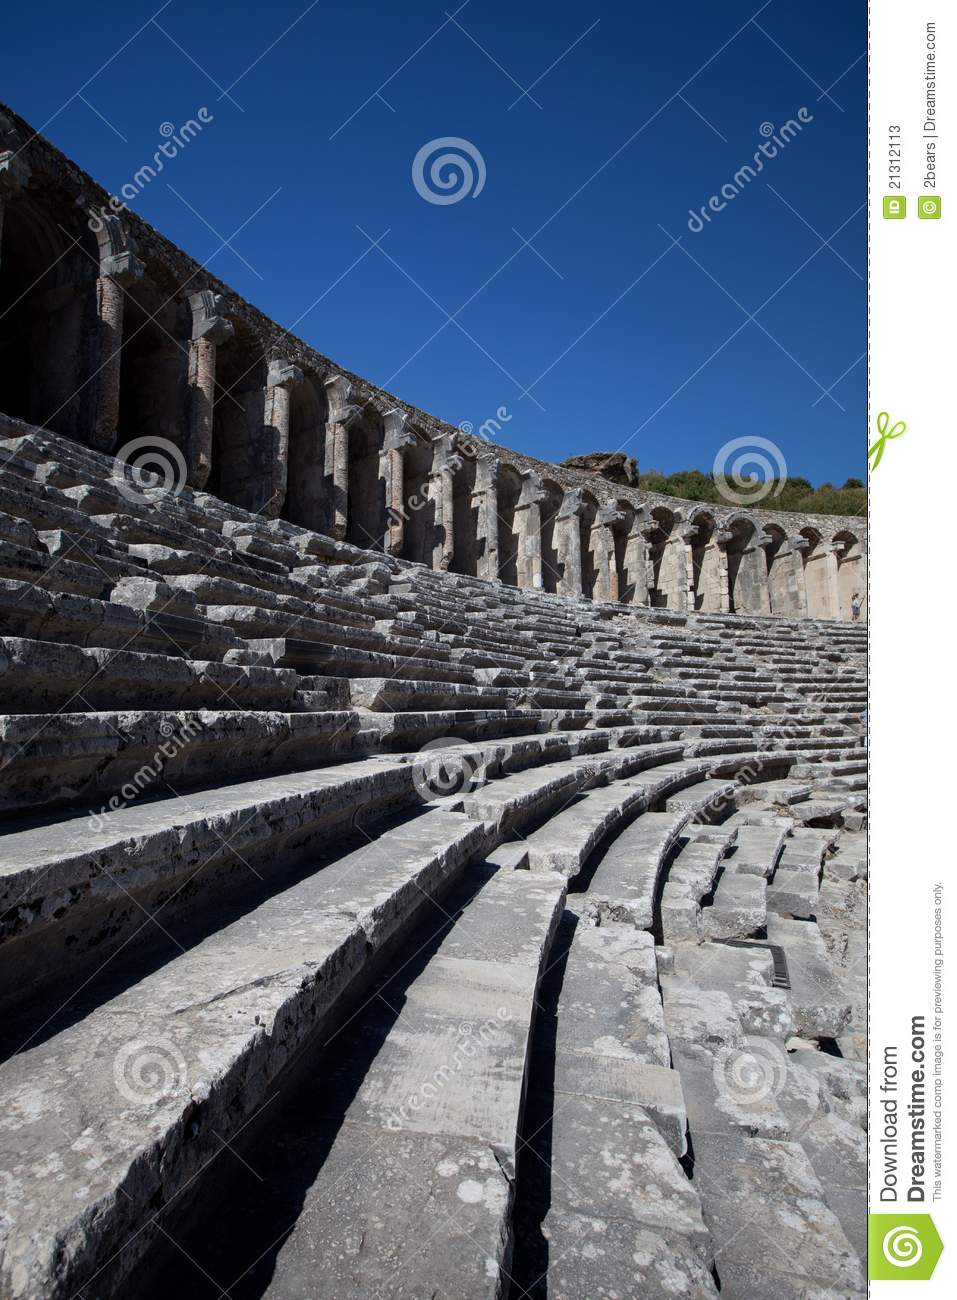 dreamstime
dreamstime
dreamstime
dreamstime
dreamstime
dreamstime
ID 21312113
© 2bears | Dreamstime.com
Download from
Dreamstime.com
This watermarked comp image is for previewing purposes only.